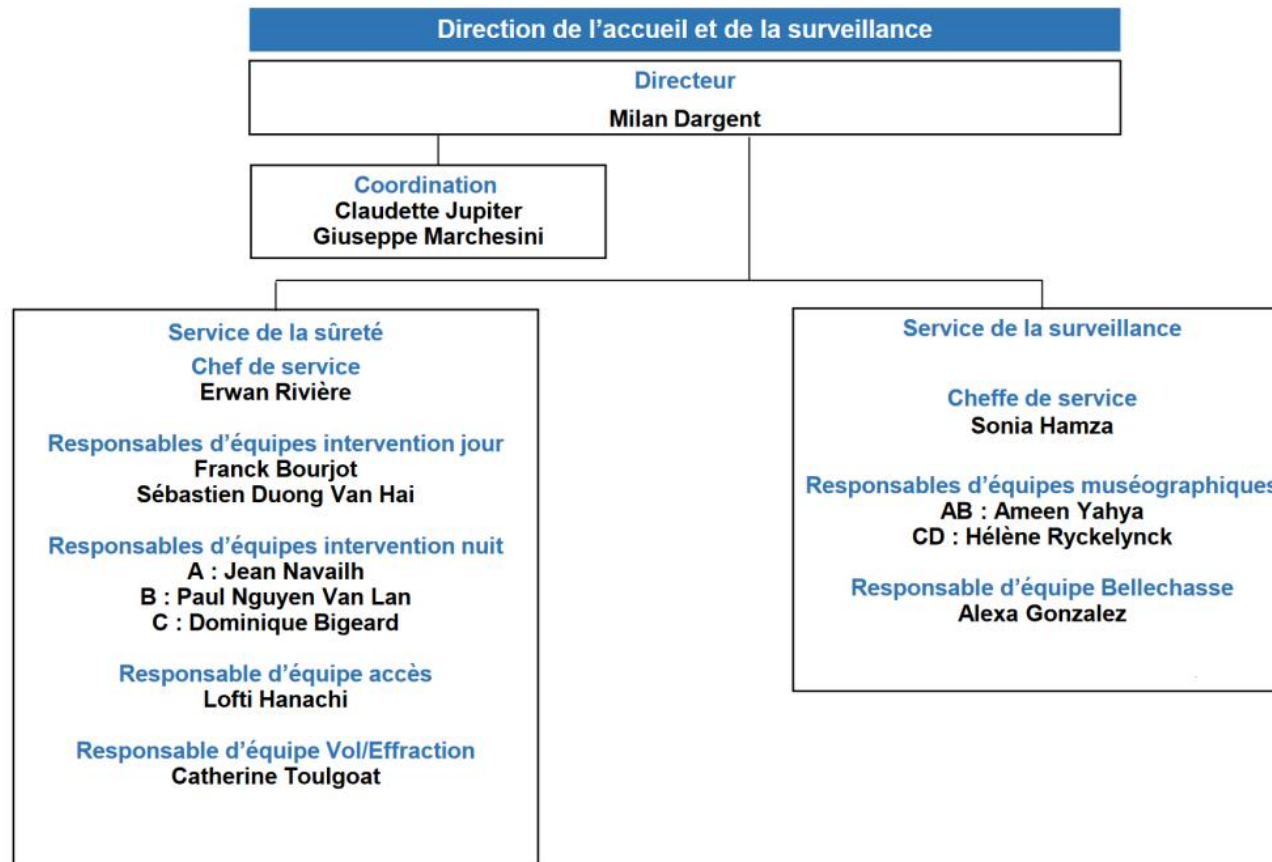 Direction de l’accueil et de la surveillance
Directeur
Milan Dargent
Coordination
Claudette Jupiter
Giuseppe Marchesini
Service de la sûreté
Chef de service
Erwan Rivière
Responsables d’équipes intervention jour
Franck Bourjot
Sébastien Duong Van Hai
Responsables d’équipes intervention nuit
A : Jean Navailh
B : Paul Nguyen Van Lan
C : Dominique Bigeard
Responsable d’équipe accès
Lofti Hanachi
Responsable d’équipe Vol/Effraction
Catherine Toulgoat
Service de la surveillance
Cheffe de service
Sonia Hamza
Responsables d’équipes muséographiques
AB : Ameen Yahya
CD : Hélène Ryckelynck
Responsable d’équipe Bellechasse
Alexa Gonzalez